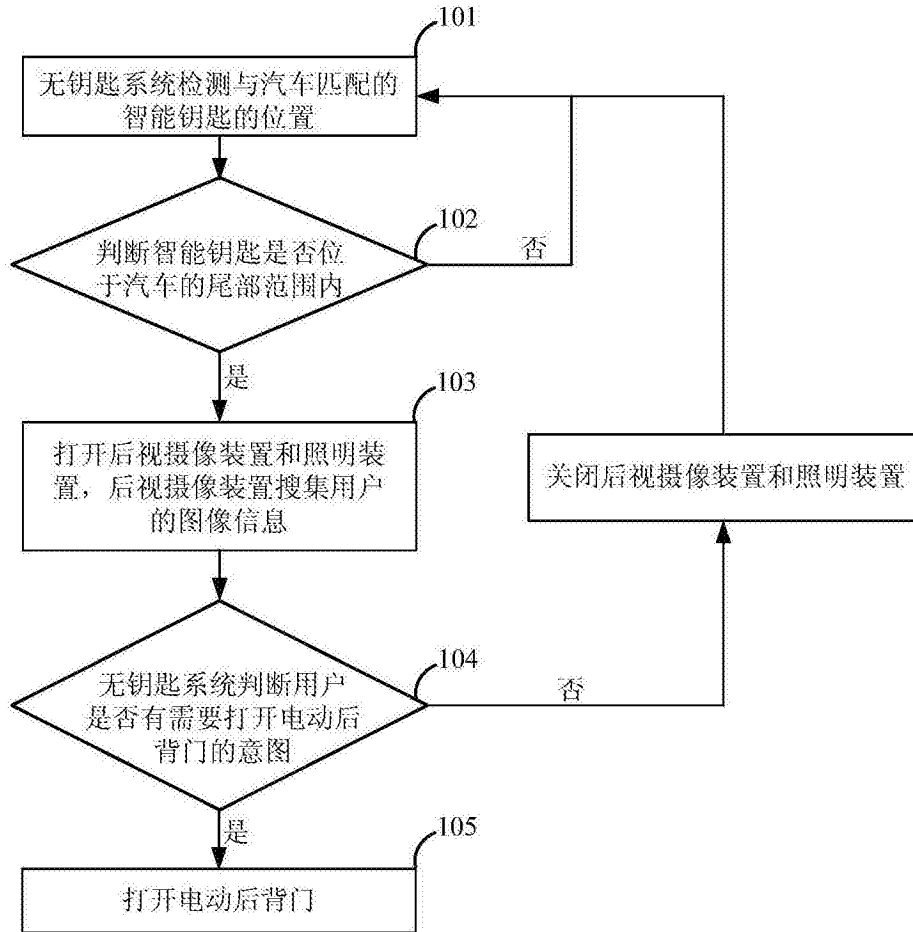 101
无钥匙系统检测与汽车匹配的
智能钥匙的位置
102
判断智能钥匙是否位
于汽车的尾部范围内
否
是
103
打开后视摄像装置和照明装
置，后视摄像装置搜集用户
的图像信息
关闭后视摄像装置和照明装置
104
无钥匙系统判断用户
是否有需要打开电动后
背门的意图
否
是
105
打开电动后背门